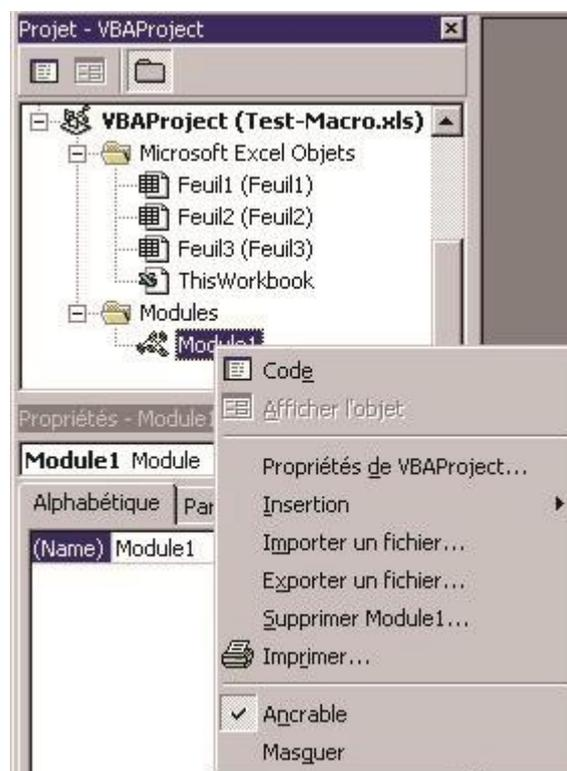 Projet - VBAProject
VBAProject (Test-Macro.xls)
Microsoft Excel Objets
Feuil1 (Feuil1)
Feuil2 (Feuil2)
Feuil3 (Feuil3)
ThisWorkbook
Modules
Module1
Code
Afficher l'objet
Propriétés - Module1
Module1 Module
Propriétés de VBAProject...
Alphabétique
Par
Insertion
(Name) Module1
Importer un fichier...
Exporter un fichier...
Supprimer Module1...
Imprimer...
Ancrable
Masquer